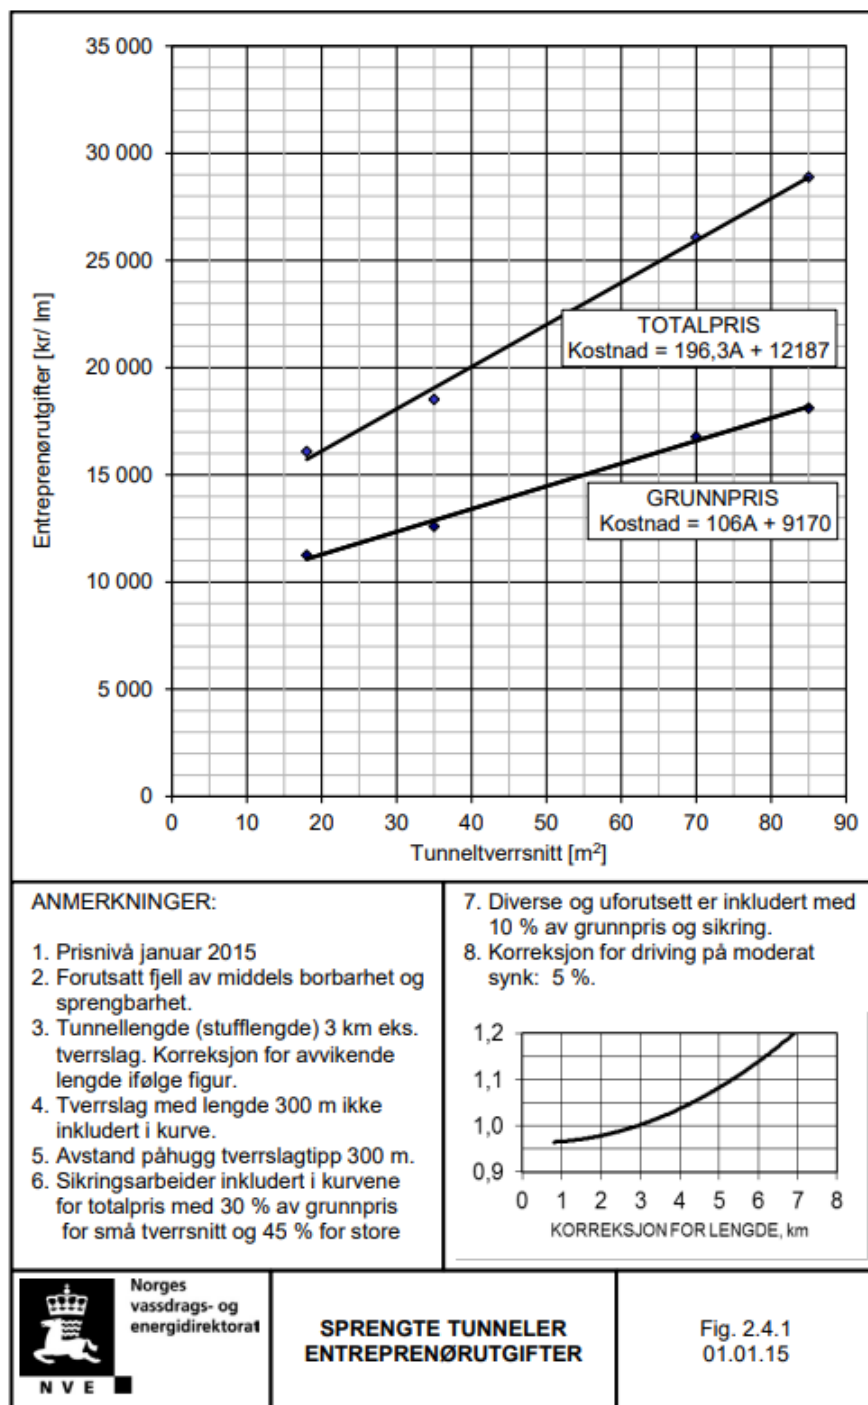 35 000
30 000
25 000
20 000
15 000
10 000
5 000
0
Entreprenørutgifter [kr/ lm]
TOTALPRIS
Kostnad = 196,3A + 12187
GRUNNPRIS
Kostnad = 106A + 9170
0 10 20 30 40 50 60 70 80 90
Tunneltverrsnitt [m²]
ANMERKNINGER:
1. Prisnivå januar 2015
2. Forutsatt fjell av middels borbarhet og
sprengbarhet.
3. Tunnellengde (stufflengde) 3 km eks.
tverrslag. Korreksjon for avvikende
lengde ifølge figur.
4. Tverrslag med lengde 300 m ikke
inkludert i kurve.
5. Avstand påhugg tverrslagtipp 300 m.
6. Sikringsarbeider inkludert i kurvene
for totalpris med 30 % av grunnpris
for små tverrsnitt og 45 % for store
7. Diverse og uforutsett er inkludert med
10 % av grunnpris og sikring.
8. Korreksjon for driving på moderat
synk: 5 %.
1,2
1,1
1,0
0,9
0 1 2 3 4 5 6 7 8
KORREKSJON FOR LENGDE, km
Norges
vassdrags- og
energidirektorat
N V E
SPRENGTE TUNNELER
ENTREPRENØRUTGIFTER
Fig. 2.4.1
01.01.15